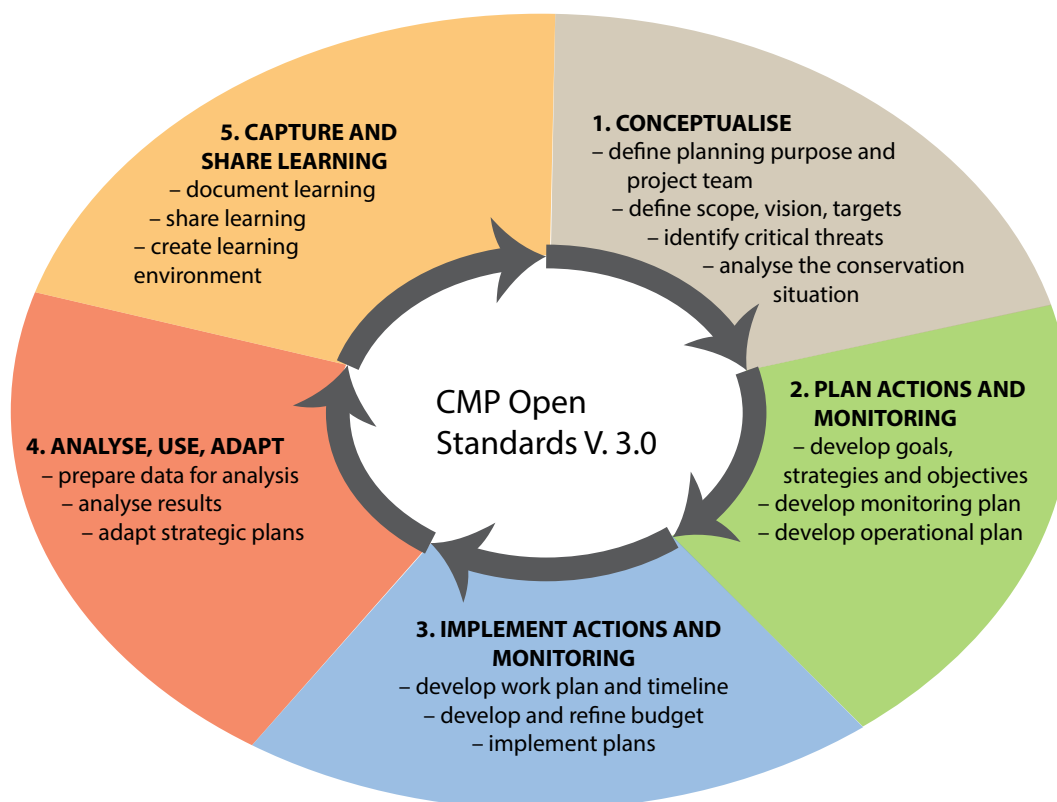 5. CAPTURE AND
SHARE LEARNING
– document learning
– share learning
– create learning
environment
1. CONCEPTUALISE
– define planning purpose and
project team
– define scope, vision, targets
– identify critical threats
– analyse the conservation
situation
2. PLAN ACTIONS AND
MONITORING
– develop goals,
strategies and objectives
– develop monitoring plan
– develop operational plan
3. IMPLEMENT ACTIONS AND
MONITORING
– develop work plan and timeline
– develop and refine budget
– implement plans
4. ANALYSE, USE, ADAPT
– prepare data for analysis
– analyse results
– adapt strategic plans
CMP Open
Standards V. 3.0